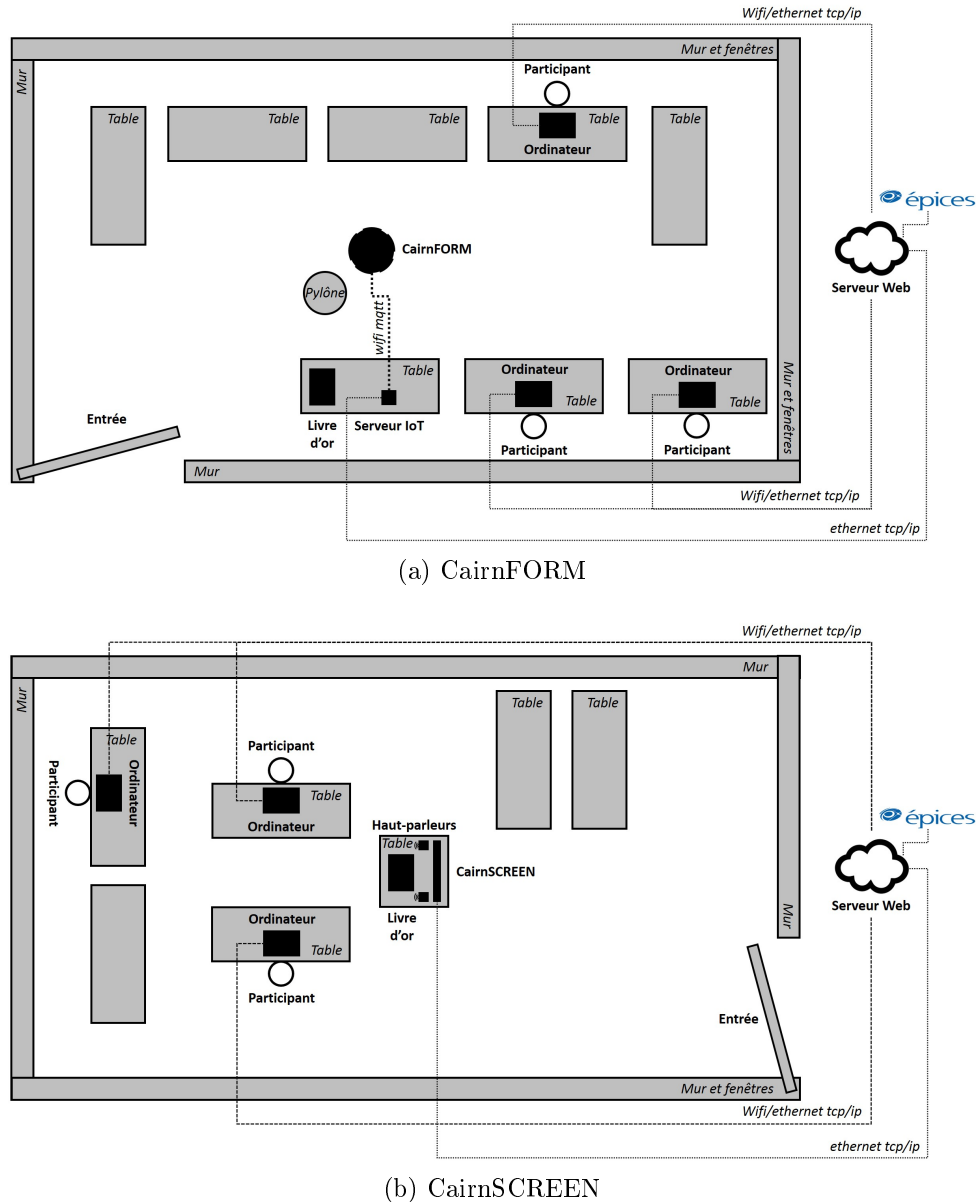 Wifi/ethernet tcp/ip
Mur et fenêtres
Mur
Participant
Table
Table
Table
Table
Table
Ordinateur
épices
CairnFORM
Serveur Web
Pylône
wifi mqtt
Mur et fenêtres
Table
Ordinateur
Table
Ordinateur
Table
Entrée
Livre
d'or
Serveur IoT
Participant
Participant
Mur
Wifi/ethernet tcp/ip
ethernet tcp/ip
(a) CairnFORM
Wifi/ethernet tcp/ip
Mur
Mur
Table
Table
Table
Participant
Participant
Ordinateur
Table
Ordinateur
Haut-parleurs
Table
CairnSCREEN
épices
Serveur Web
Livre
d'or
Ordinateur
Table
Participant
Mur
Entrée
Mur et fenêtres
Wifi/ethernet tcp/ip
ethernet tcp/ip
(b) CairnSCREEN